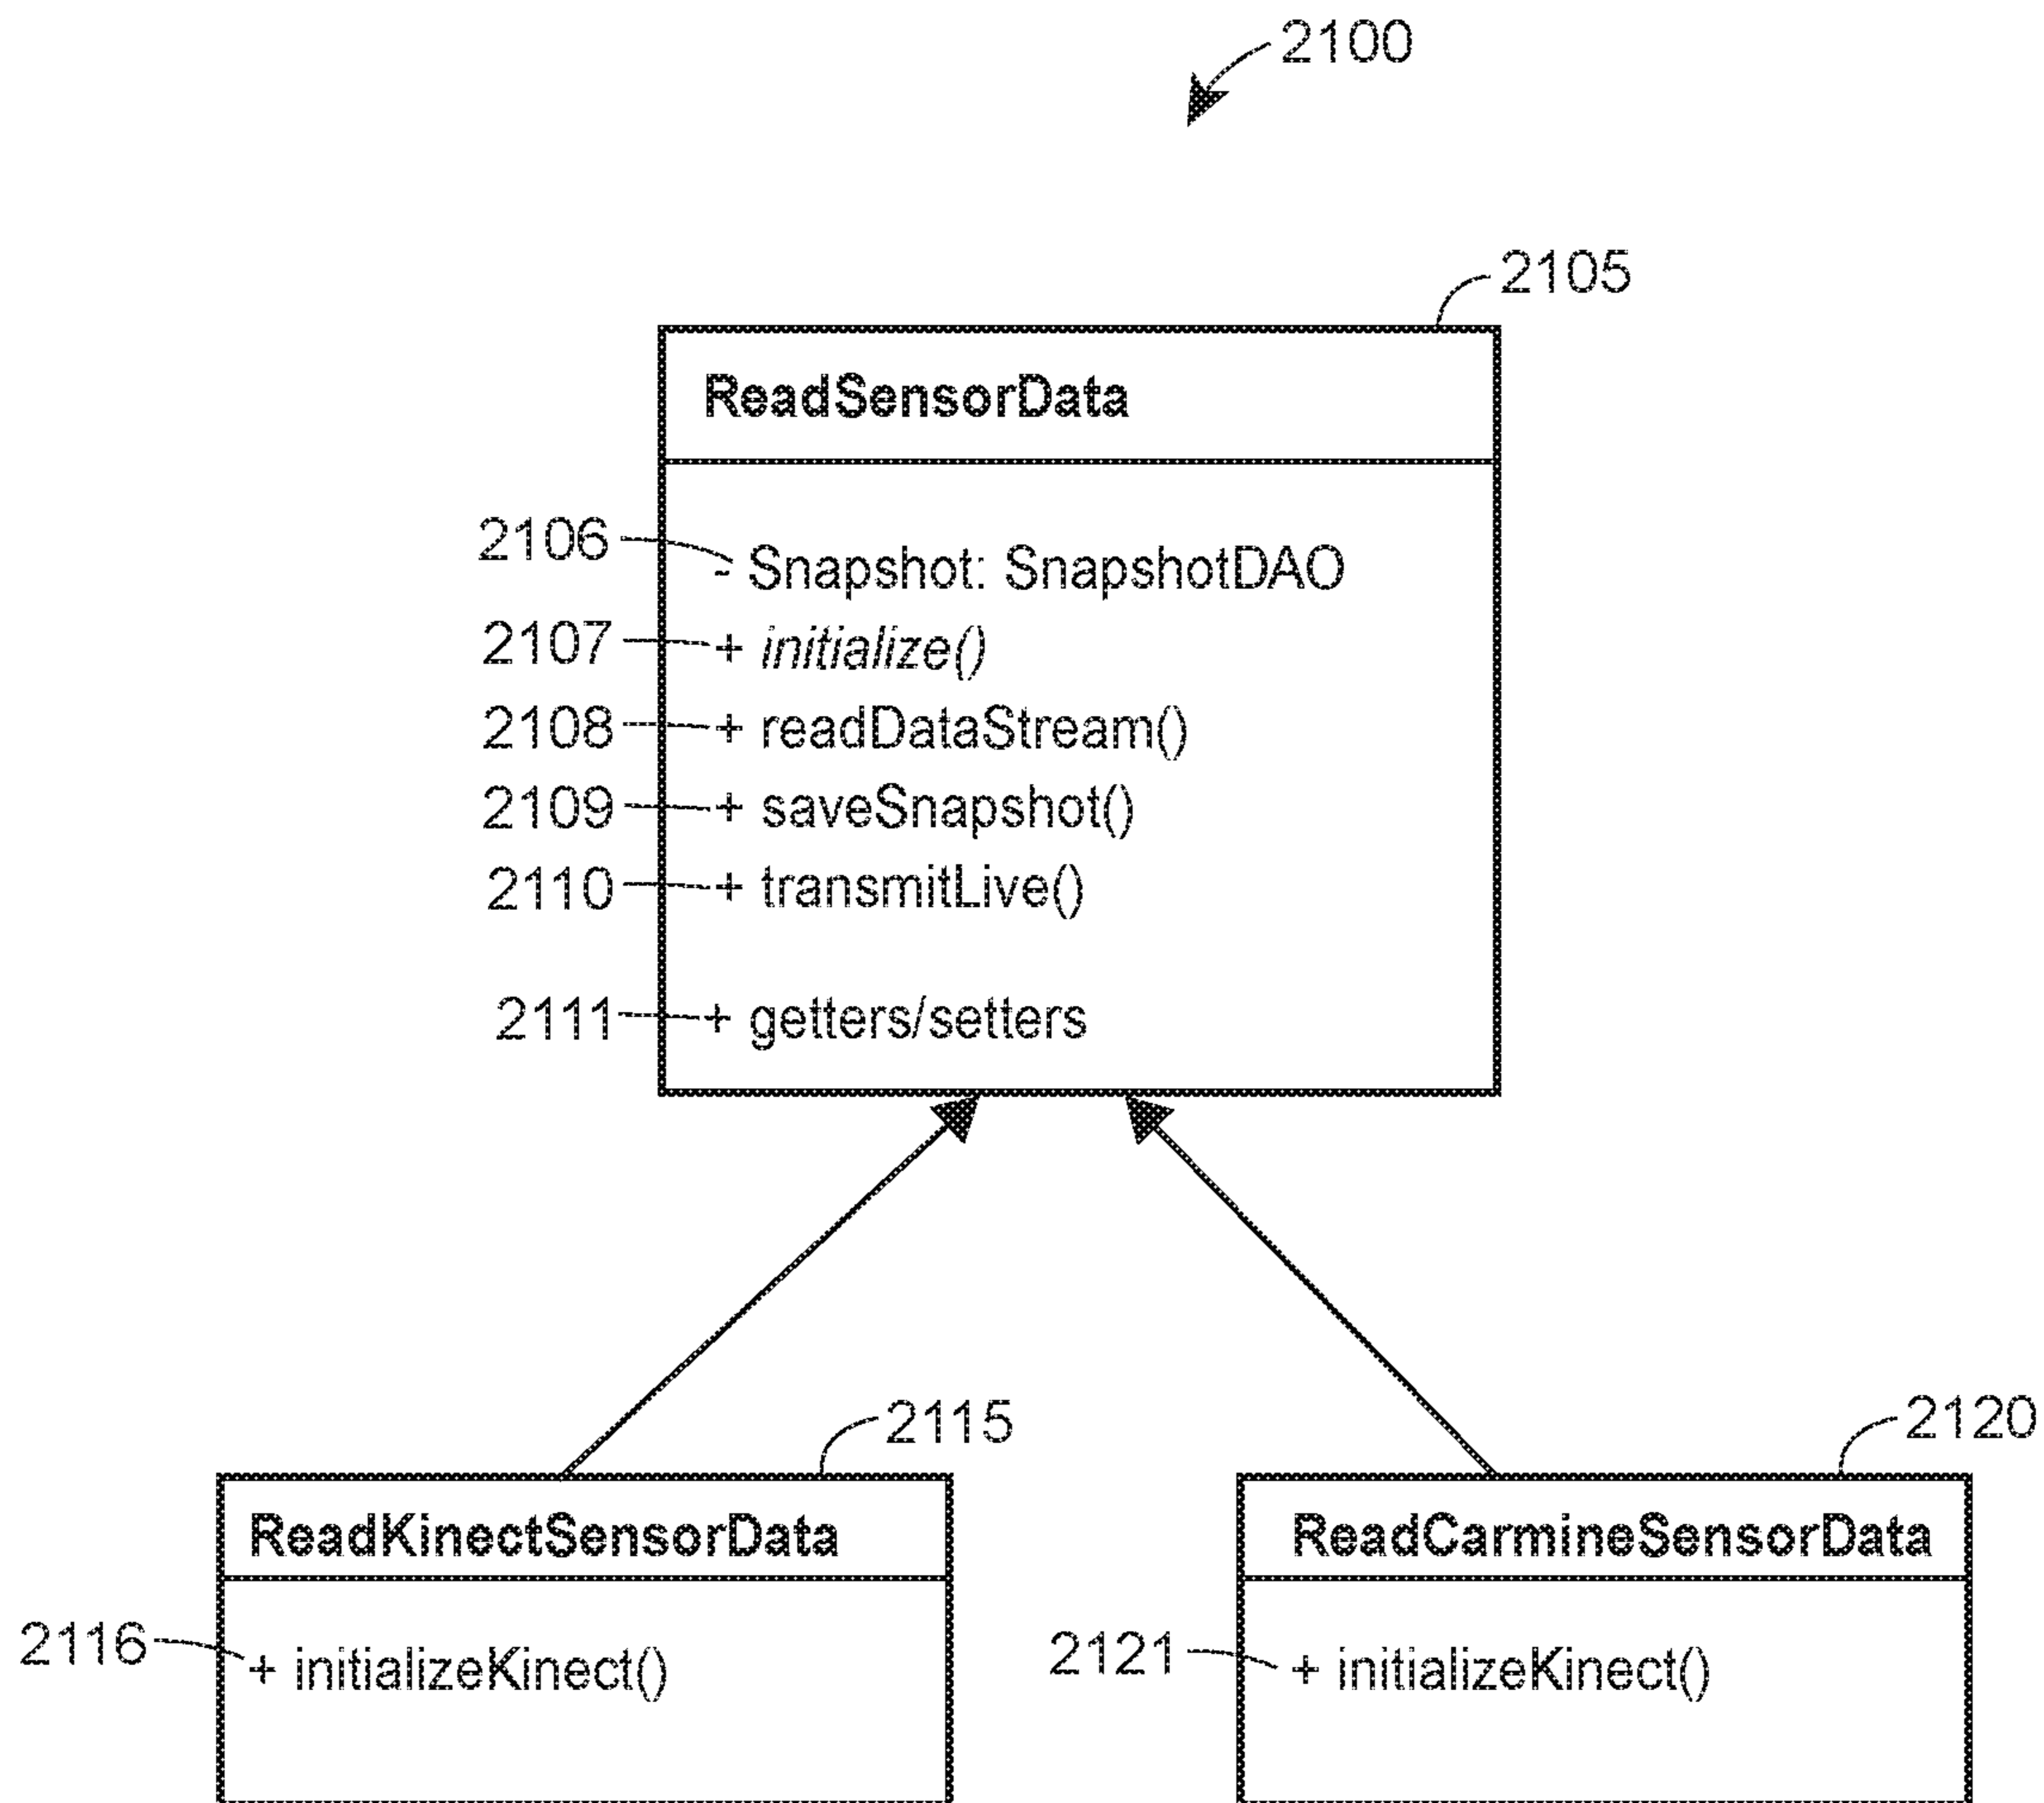 2100
2105
ReadSensorData
2106 - Snapshot: SnapshotDAO
2107 + initialize()
2108 + readDataStream()
2109 + saveSnapshot()
2110 + transmitLive()
2111 + getters/setters
2115
2120
ReadKinectSensorData
ReadCarmineSensorData
2116 + initializeKinect()
2121 + initializeKinect()